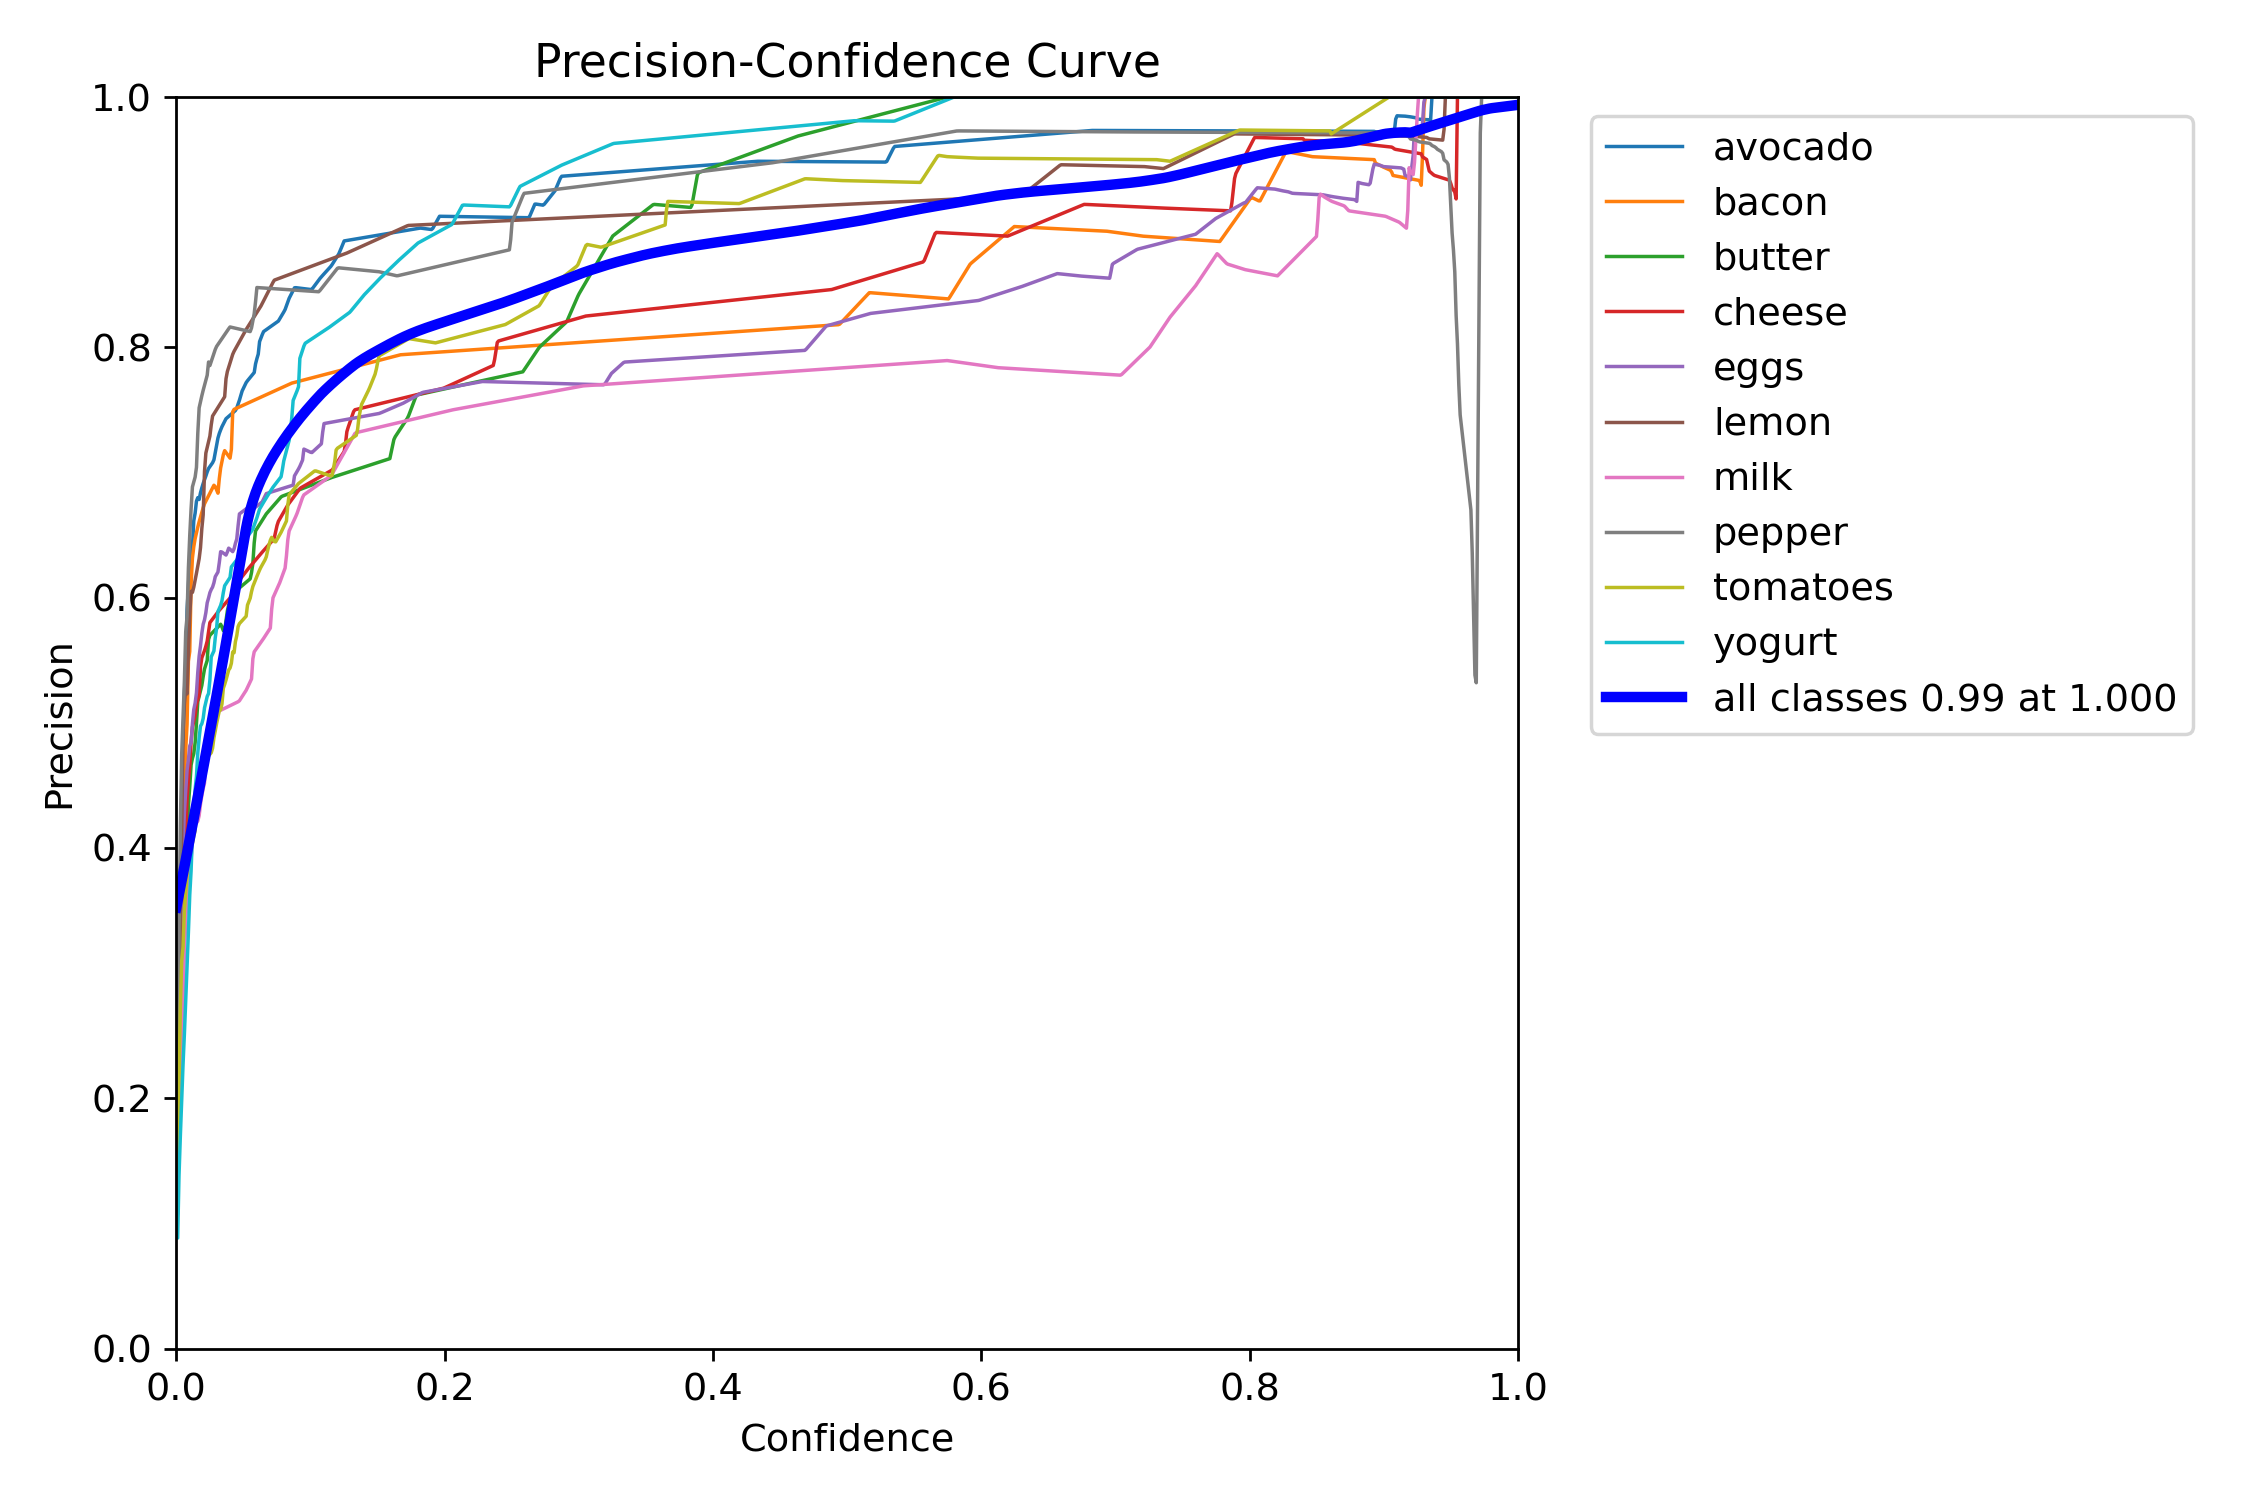 Precision-Confidence Curve
1.0
0.8
0.6
0.4
0.2
0.0
Precision
0.0 0.2 0.4 0.6 0.8 1.0
Confidence
avocado
bacon
butter
cheese
eggs
lemon
milk
pepper
tomatoes
yogurt
all classes 0.99 at 1.000